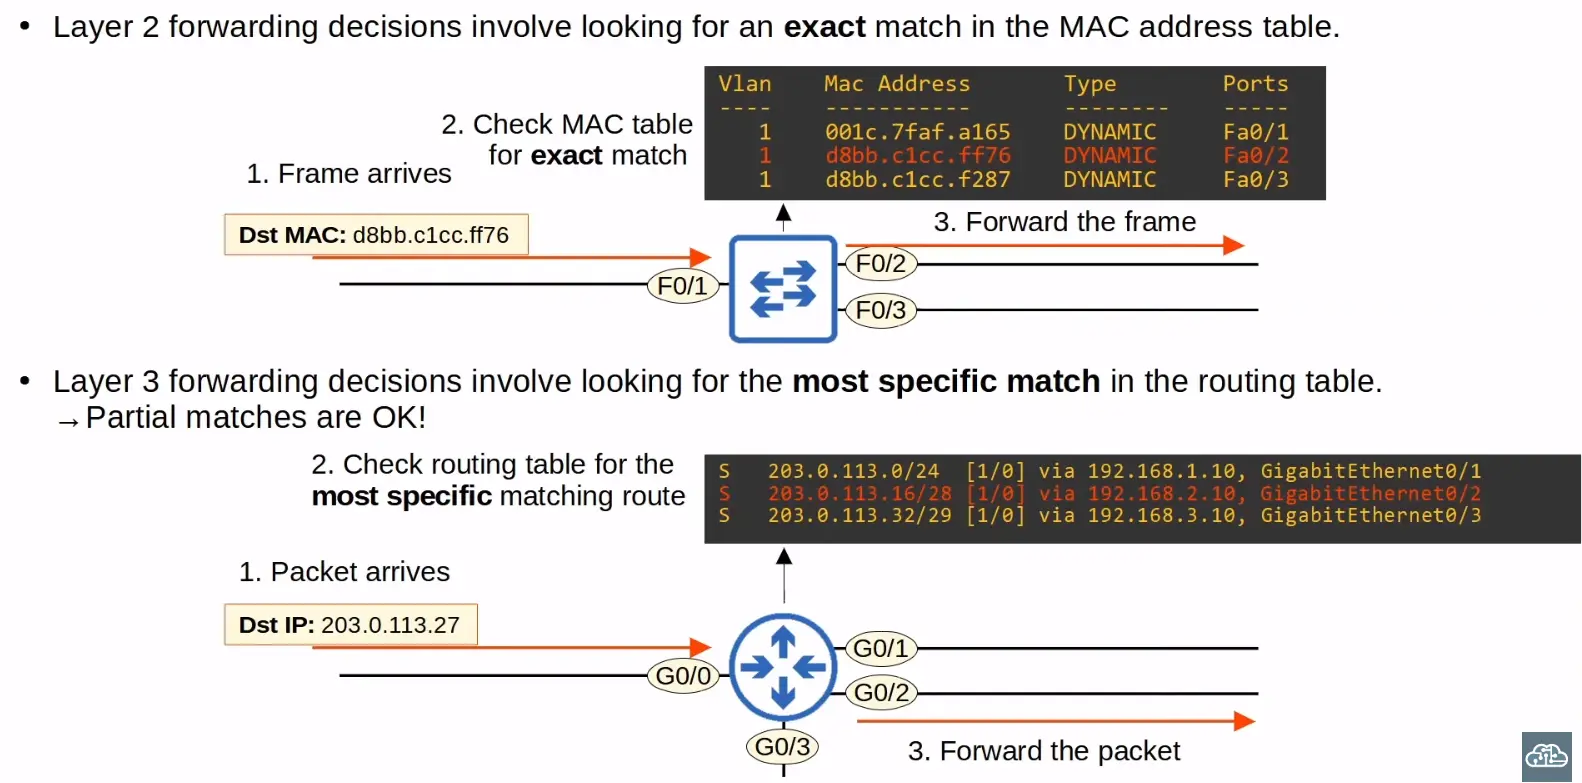 • Layer 2 forwarding decisions involve looking for an exact match in the MAC address table.
Vlan Mac Address Type Ports
---- ----------- -------- -----
1 001c.7faf.a165 DYNAMIC Fa0/1
1 d8bb.c1cc.ff76 DYNAMIC Fa0/2
1 d8bb.c1cc.f287 DYNAMIC Fa0/3
2. Check MAC table
for exact match
1. Frame arrives
Dst MAC: d8bb.c1cc.ff76
3. Forward the frame
F0/1
F0/2
F0/3
• Layer 3 forwarding decisions involve looking for the most specific match in the routing table.
→Partial matches are OK!
2. Check routing table for the
most specific matching route
S 203.0.113.0/24 [1/0] via 192.168.1.10, GigabitEthernet0/1
S 203.0.113.16/28 [1/0] via 192.168.2.10, GigabitEthernet0/2
S 203.0.113.32/29 [1/0] via 192.168.3.10, GigabitEthernet0/3
1. Packet arrives
Dst IP: 203.0.113.27
G0/0
G0/1
G0/2
G0/3
3. Forward the packet